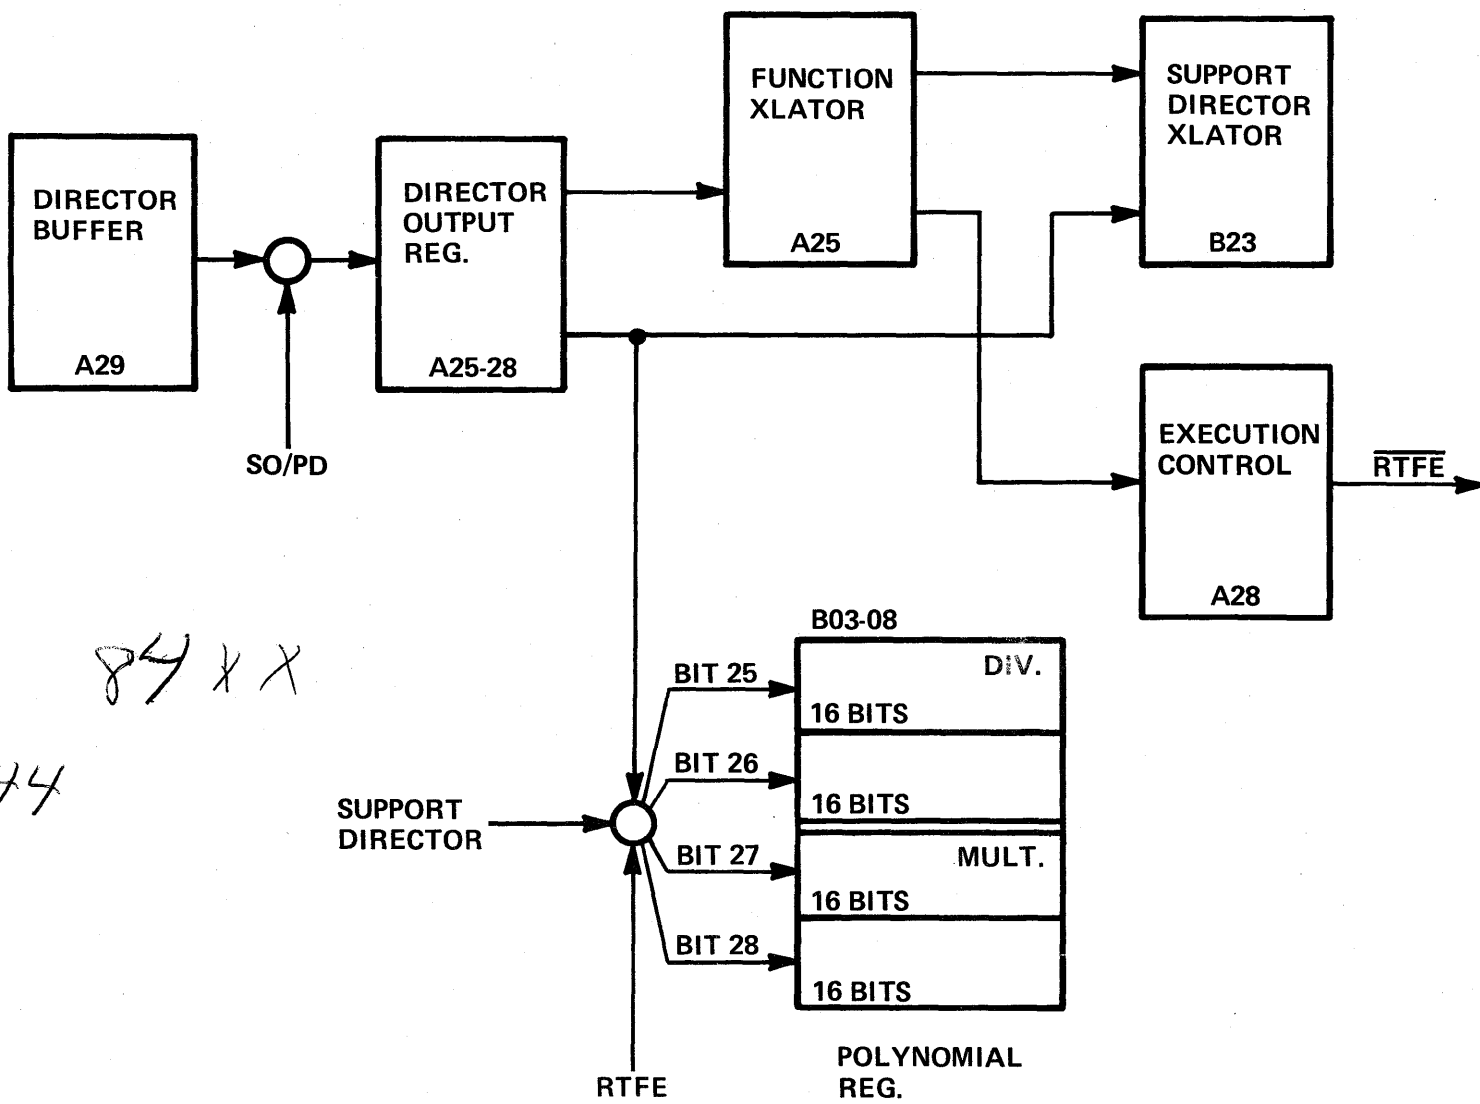 FUNCTION
XLATOR
A25
SUPPORT
DIRECTOR
XLATOR
B23
DIRECTOR
BUFFER
A29
DIRECTOR
OUTPUT
REG.
A25-28
SO/PD
EXECUTION
CONTROL
A28
RTFE
84 X X
44
B03-08
BIT 25
DIV.
16 BITS
BIT 26
16 BITS
SUPPORT
DIRECTOR
BIT 27
MULT.
16 BITS
BIT 28
16 BITS
RTFE
POLYNOMIAL
REG.